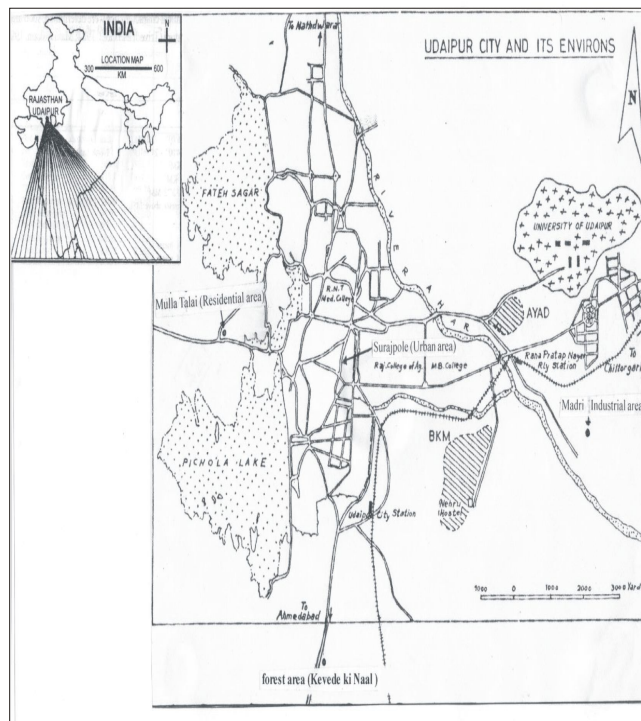 INDIA
N
LOCATION MAP
300 600
KM
RAJASTHAN
UDAIPUR
To Nathdwara
UDAIPUR CITY AND ITS ENVIRONS
N
FATEH SAGAR
RIVER AHAR
UNIVERSITY OF UDAIPUR
Mulla Talai (Residential area)
R.N.T
Med. College
AYAD
Surajpole (Urban area)
Raj. College of Ag. M.B. College
Rana Pratap Nagar
Rly Station
To
Chittorgarh
Madri Industrial area
PICHOLA LAKE
BKM
Nehru
Hostel
Udaipur City Station
1000 0 1000 2000 3000 Yards
To
Ahmedabad
forest area (Kevede ki Naal )